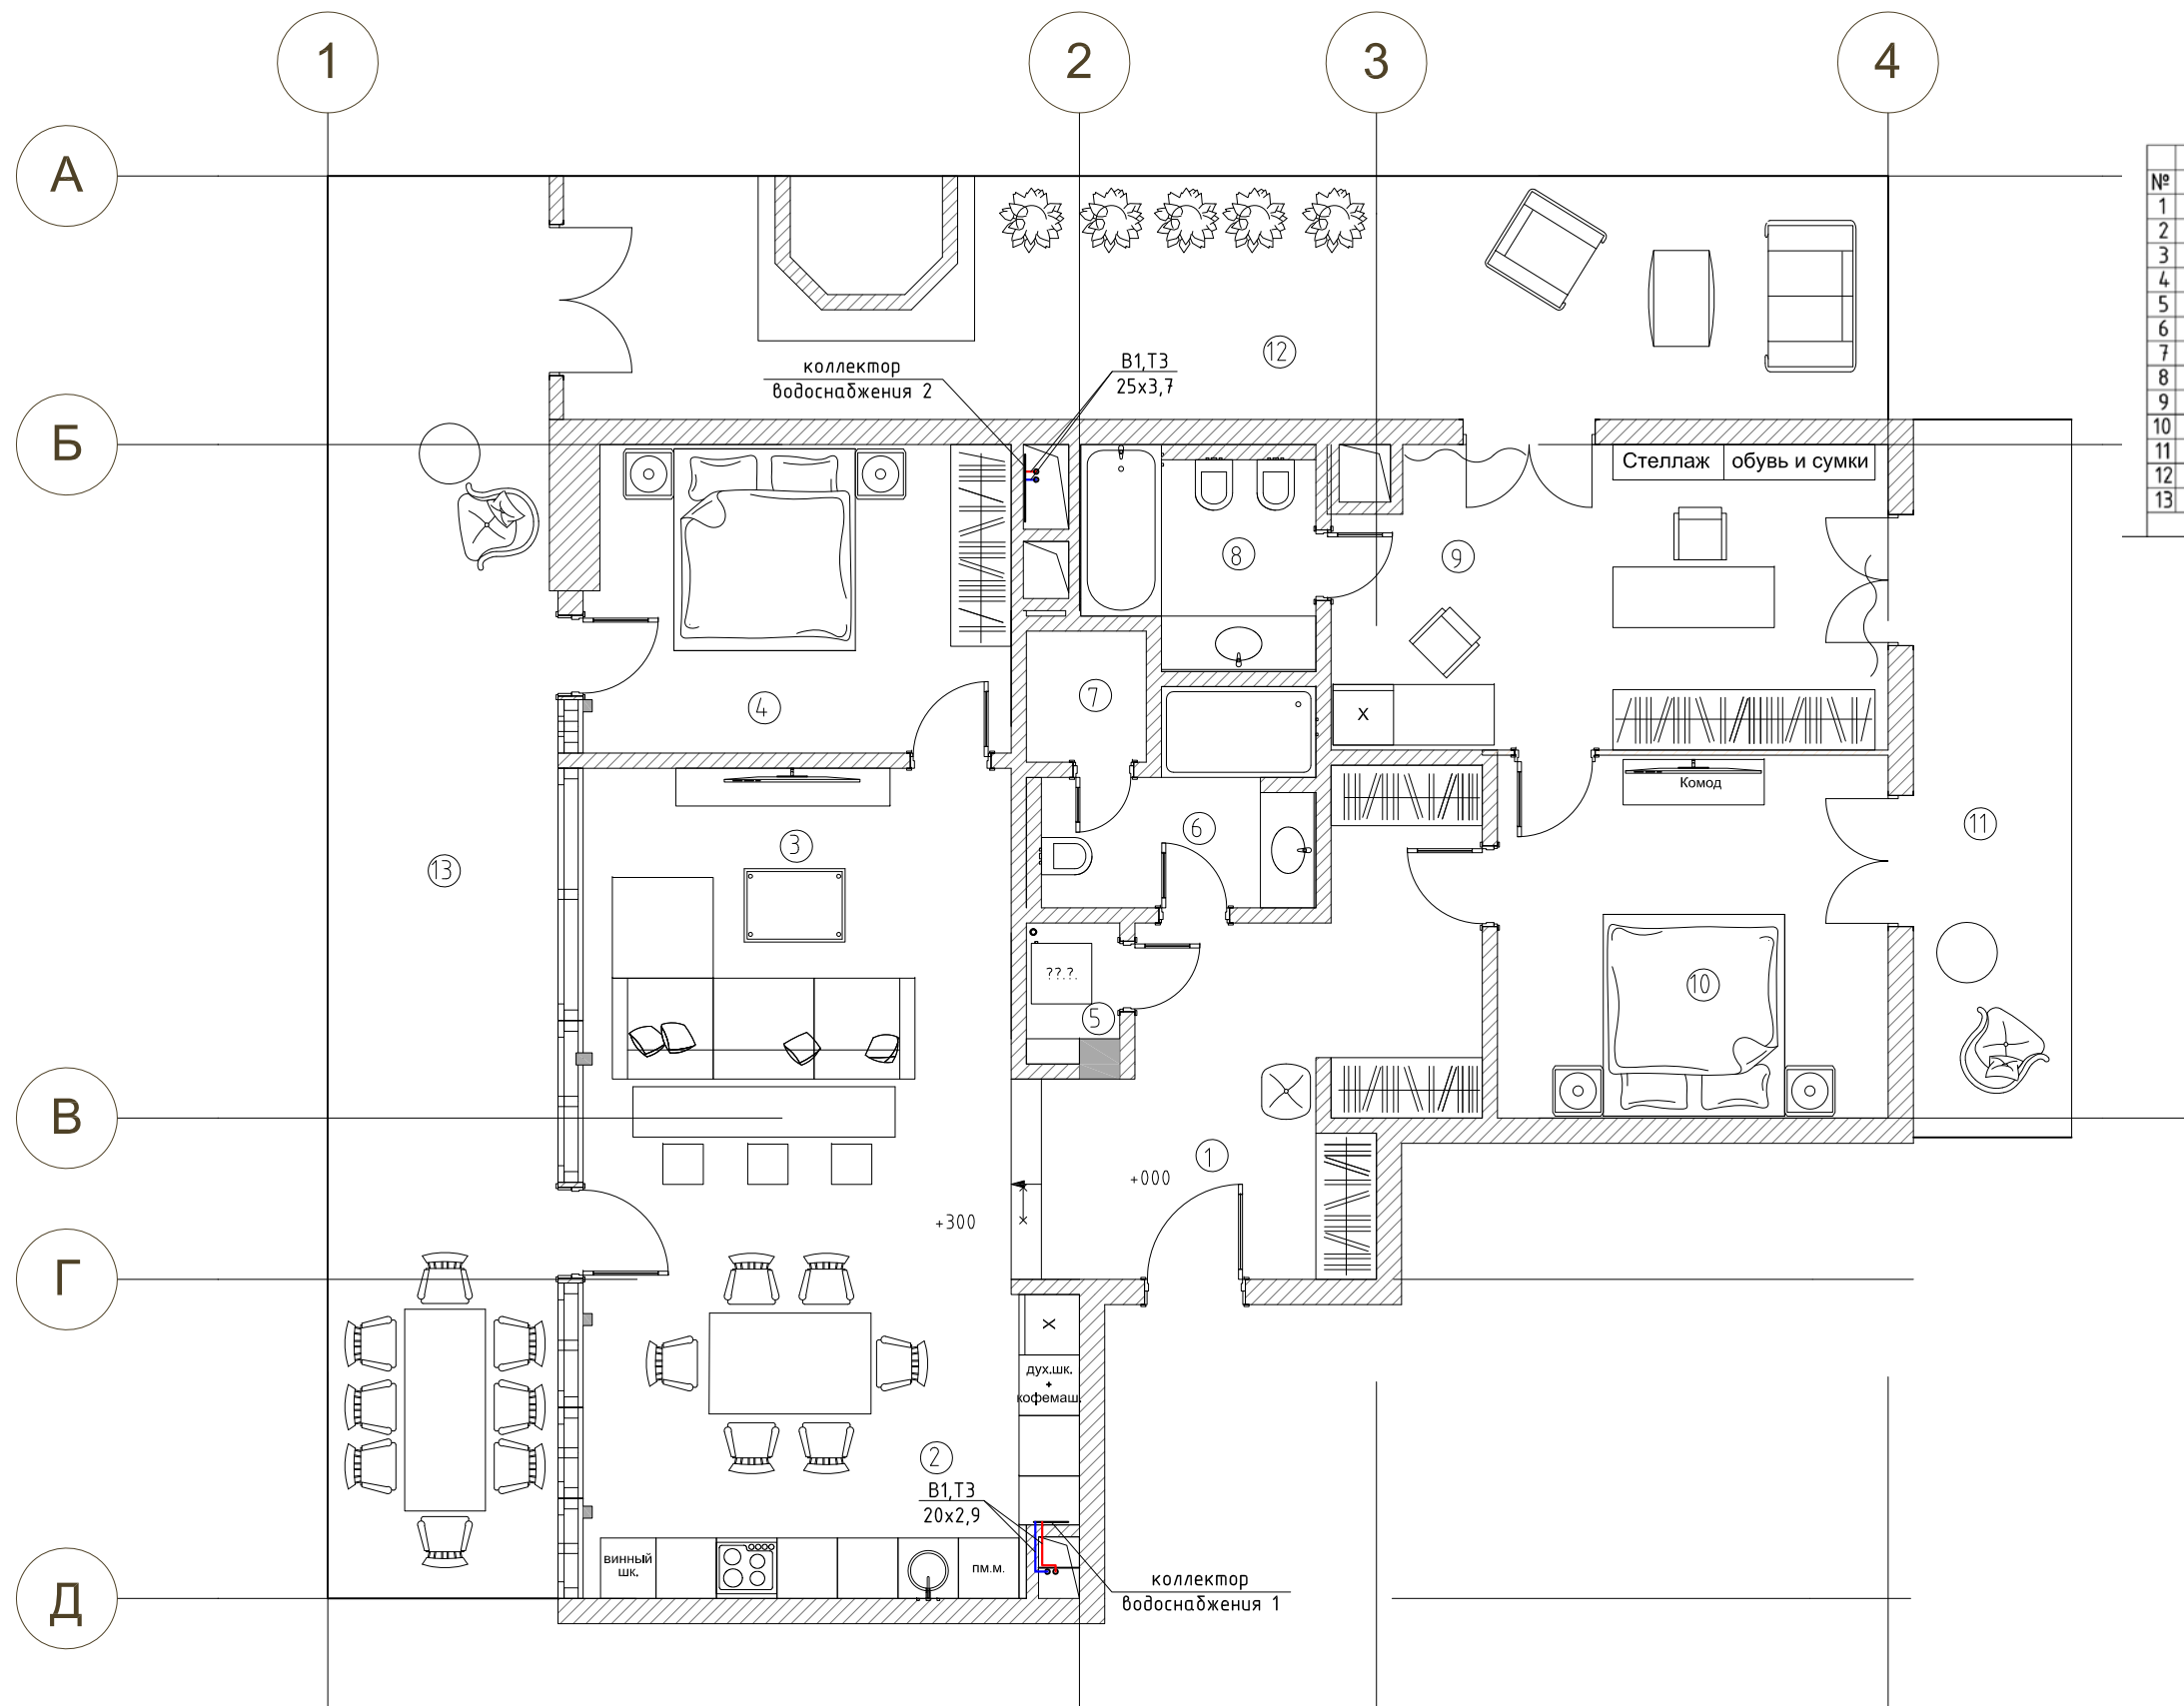 1
2
3
4
А
№
1
2
3
4
5
6
7
8
9
10
11
12
13
12
коллектор
водоснабжения 2
В1,Т3
25х3,7
Б
Стеллаж
обувь и сумки
8
9
7
4
X
Комод
3
6
11
13
??.?.
10
5
В
1
+000
+300
Г
X
дух.шк.
+
кофемаш.
2
В1,Т3
20х2,9
винный
шк.
пм.м.
коллектор
водоснабжения 1
Д